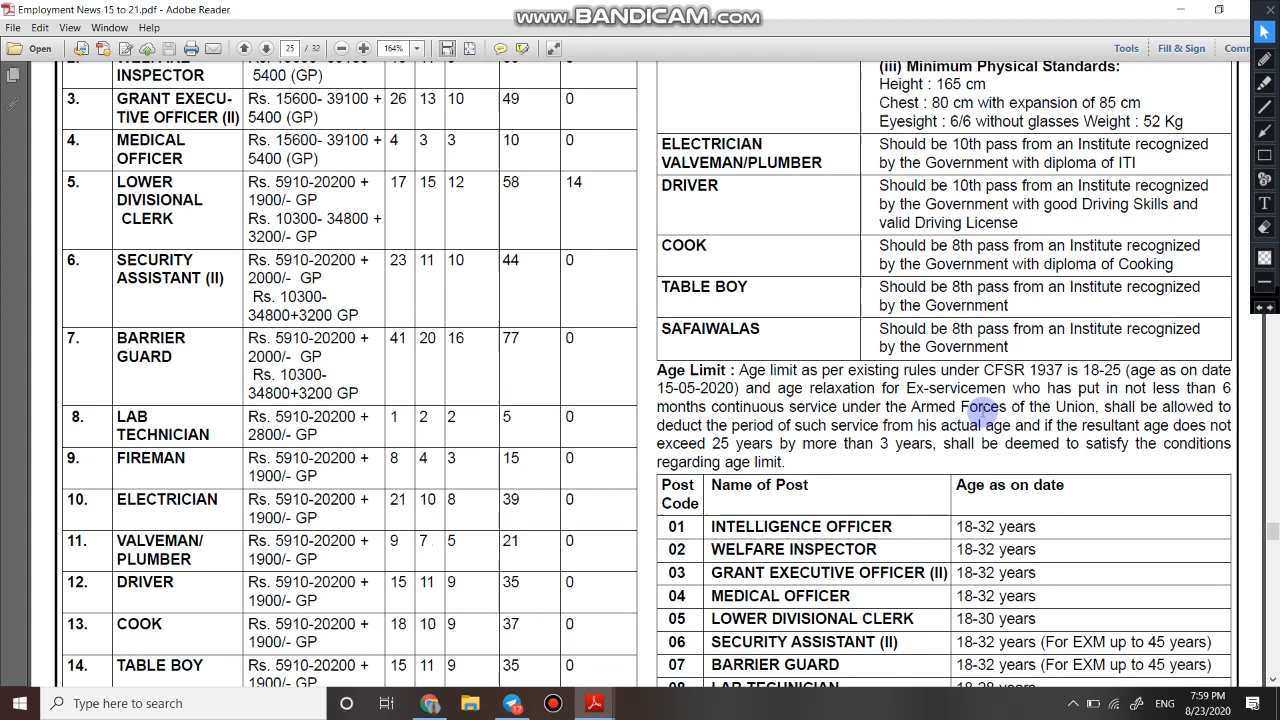 Employment News 15 to 21.pdf - Adobe Reader
www.BANDICAM.com
File Edit View Window Help
Open 25 / 32 164% Tools Fill & Sign
INSPECTOR 5400 (GP)
3. GRANT EXECU- Rs. 15600- 39100 + 26 13 10 49 0
TIVE OFFICER (II) 5400 (GP)
4. MEDICAL Rs. 15600- 39100 + 4 3 3 10 0
OFFICER 5400 (GP)
5. LOWER Rs. 5910-20200 + 17 15 12 58 14
DIVISIONAL 1900/- GP
CLERK Rs. 10300- 34800 +
3200/- GP
6. SECURITY Rs. 5910-20200 + 23 11 10 44 0
ASSISTANT (II) 2000/- GP
Rs. 10300-
34800+3200 GP
7. BARRIER Rs. 5910-20200 + 41 20 16 77 0
GUARD 2000/- GP
Rs. 10300-
34800+3200 GP
8. LAB Rs. 5910-20200 + 1 2 2 5 0
TECHNICIAN 2800/- GP
9. FIREMAN Rs. 5910-20200 + 8 4 3 15 0
1900/- GP
10. ELECTRICIAN Rs. 5910-20200 + 21 10 8 39 0
1900/- GP
11. VALVEMAN/ Rs. 5910-20200 + 9 7 5 21 0
PLUMBER 1900/- GP
12. DRIVER Rs. 5910-20200 + 15 11 9 35 0
1900/- GP
13. COOK Rs. 5910-20200 + 18 10 9 37 0
1900/- GP
14. TABLE BOY Rs. 5910-20200 + 15 11 9 35 0
1900/- GP
(iii) Minimum Physical Standards:
Height : 165 cm
Chest : 80 cm with expansion of 85 cm
Eyesight : 6/6 without glasses Weight : 52 Kg
ELECTRICIAN Should be 10th pass from an Institute recognized
VALVEMAN/PLUMBER by the Government with diploma of ITI
DRIVER Should be 10th pass from an Institute recognized
by the Government with good Driving Skills and
valid Driving License
COOK Should be 8th pass from an Institute recognized
by the Government with diploma of Cooking
TABLE BOY Should be 8th pass from an Institute recognized
by the Government
SAFAIWALAS Should be 8th pass from an Institute recognized
by the Government
Age Limit : Age limit as per existing rules under CFSR 1937 is 18-25 (age as on date
15-05-2020) and age relaxation for Ex-servicemen who has put in not less than 6
months continuous service under the Armed Forces of the Union, shall be allowed to
deduct the period of such service from his actual age and if the resultant age does not
exceed 25 years by more than 3 years, shall be deemed to satisfy the conditions
regarding age limit.
Post Name of Post Age as on date
Code
01 INTELLIGENCE OFFICER 18-32 years
02 WELFARE INSPECTOR 18-32 years
03 GRANT EXECUTIVE OFFICER (II) 18-32 years
04 MEDICAL OFFICER 18-32 years
05 LOWER DIVISIONAL CLERK 18-30 years
06 SECURITY ASSISTANT (II) 18-32 years (For EXM up to 45 years)
07 BARRIER GUARD 18-32 years (For EXM up to 45 years)
Type here to search
17
ENG 7:59 PM
8/23/2020